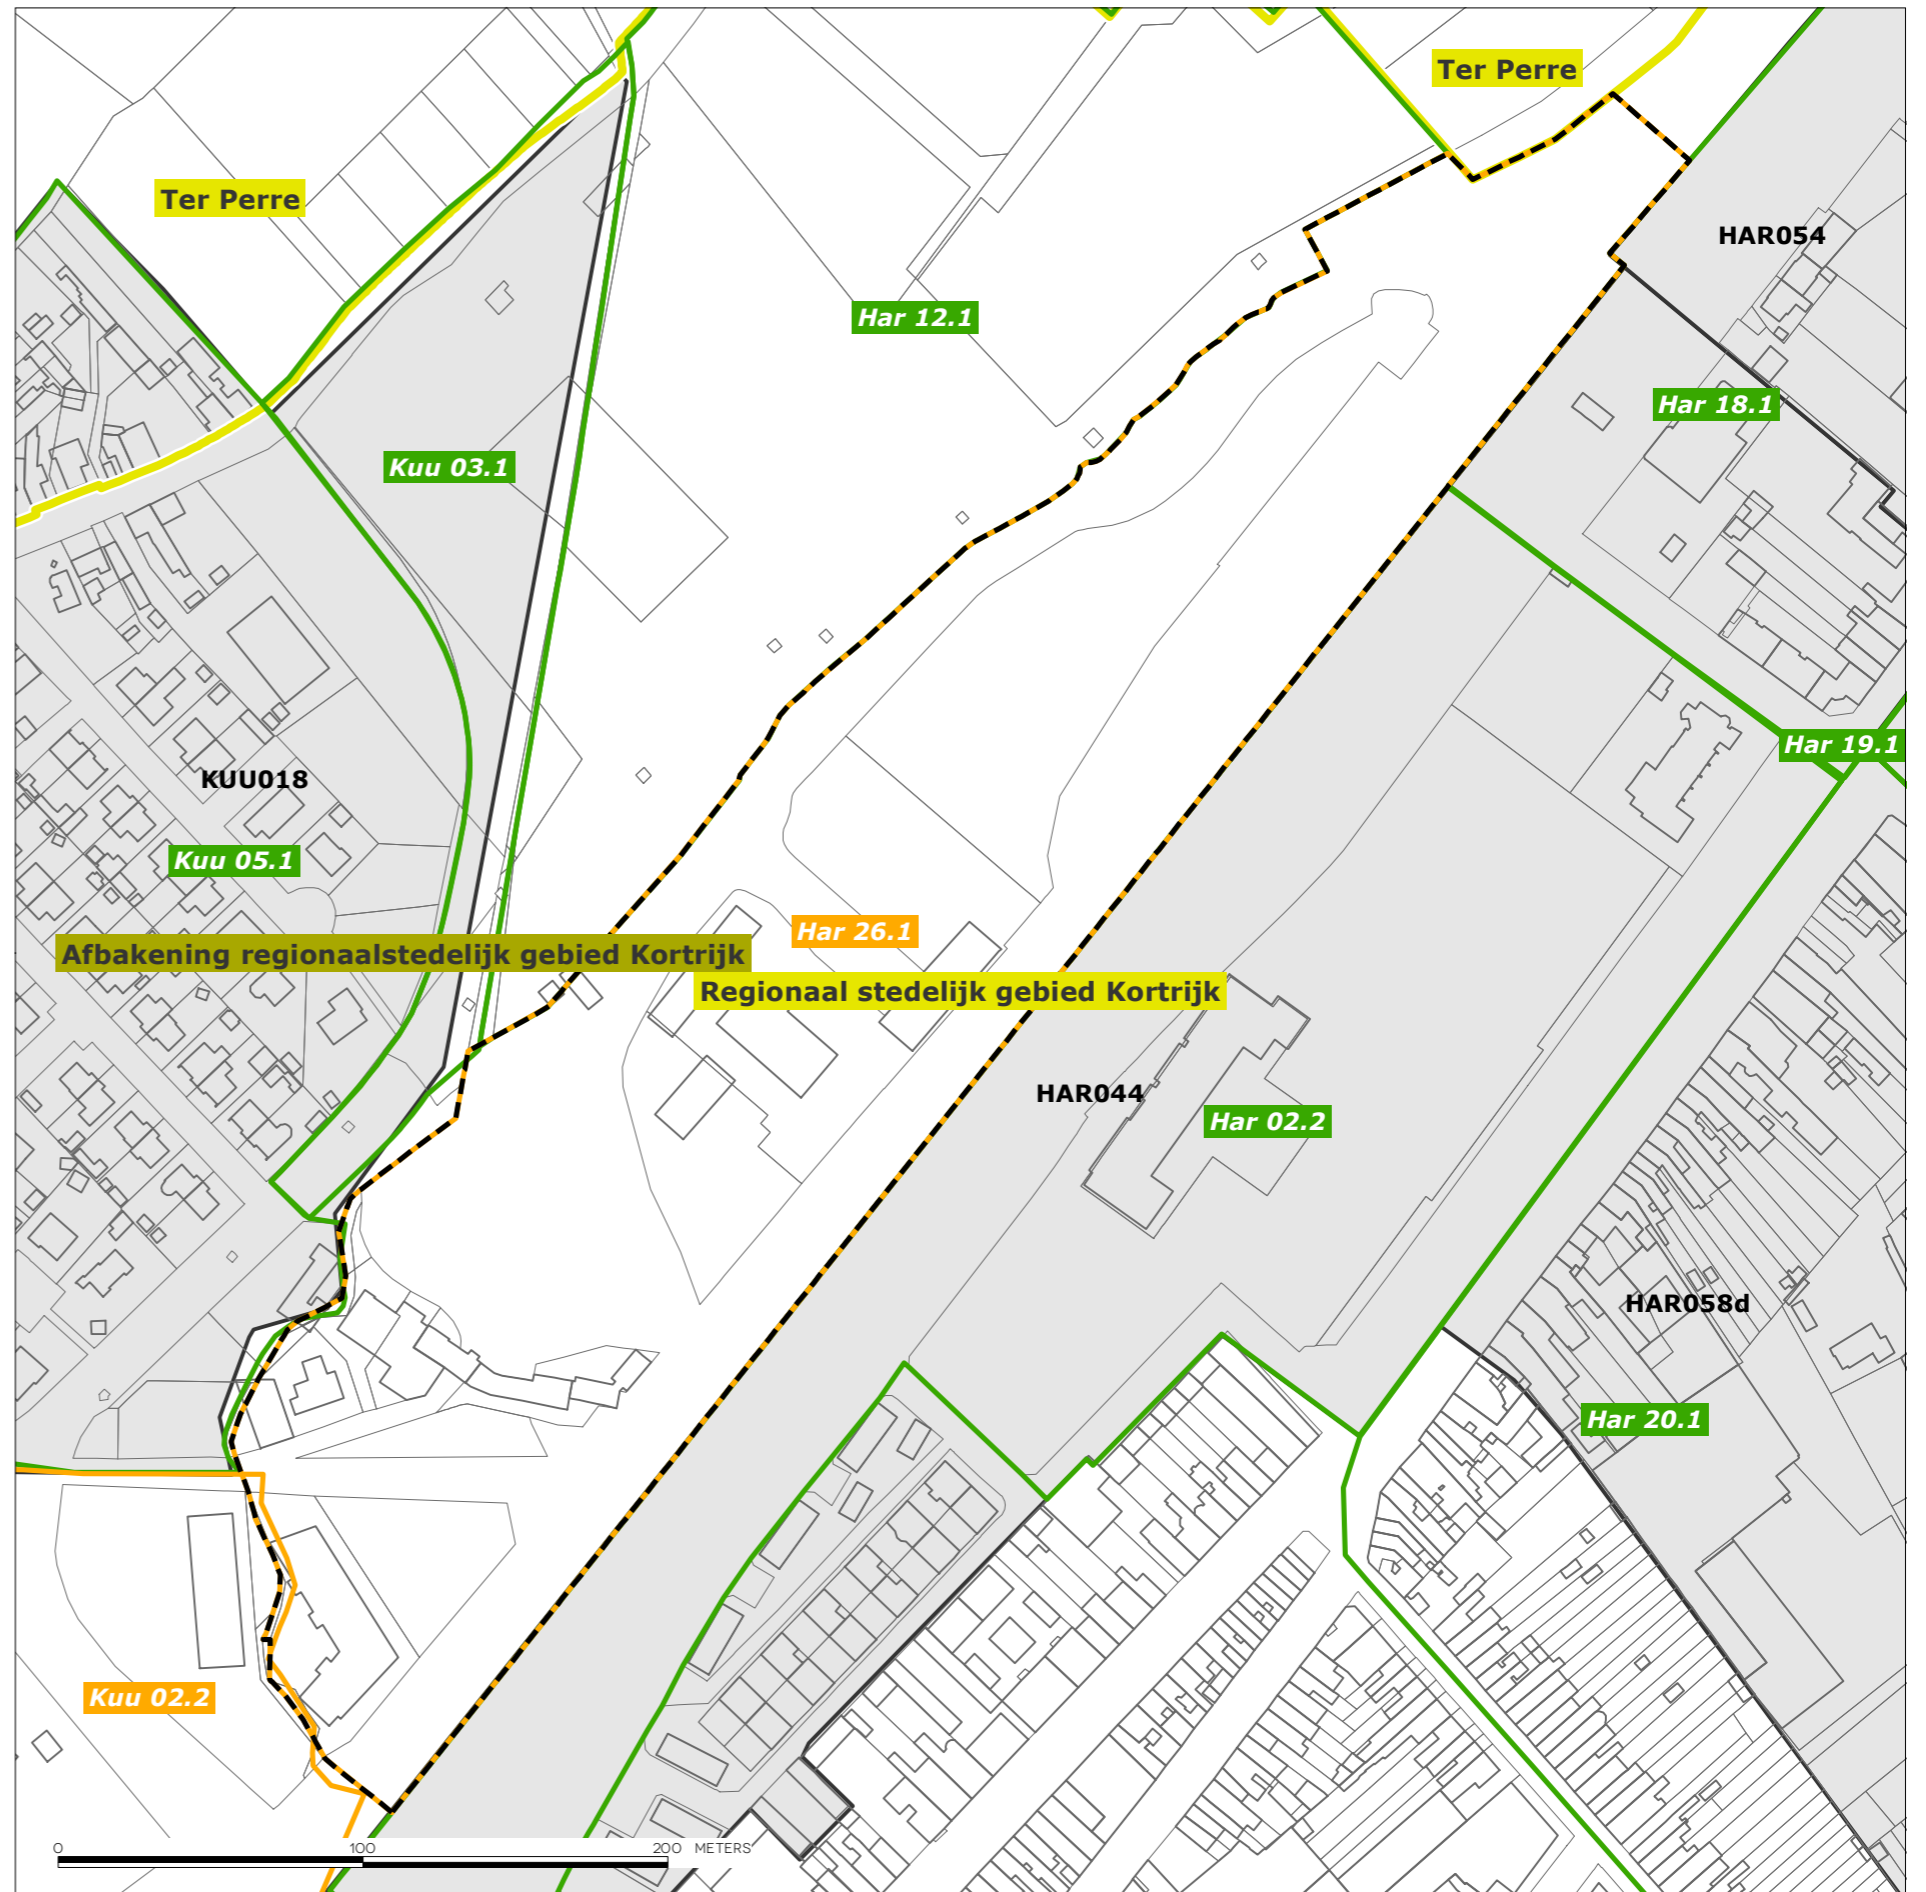 Ter Perre
Ter Perre
HAR054
Har 12.1
Har 18.1
Kuu 03.1
Har 19.1
KUU018
Kuu 05.1
Har 26.1
Afbakening regionaalstedelijk gebied Kortrijk
Regionaal stedelijk gebied Kortrijk
HAR044
Har 02.2
HAR058d
Har 20.1
Kuu 02.2
0 100 200 METERS